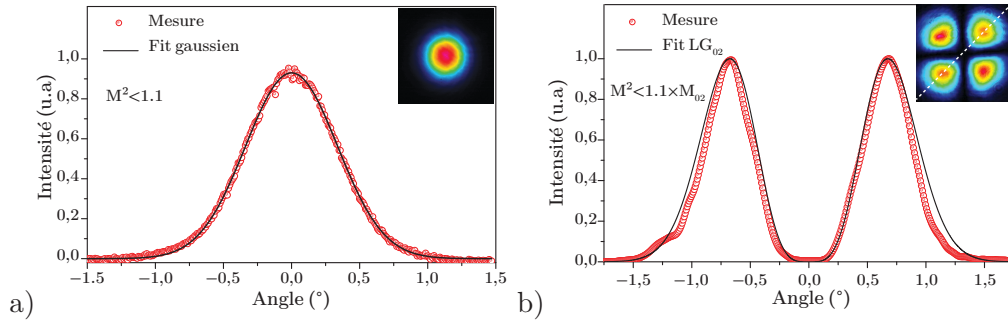 Mesure
Fit gaussien
M²<1.1
Intensité (u.a)
1,0
0,8
0,6
0,4
0,2
0,0
-1.5 -1,0 -0,5 0,0 0,5 1,0 1,5
Angle (°)
a)
Mesure
Fit LG₀₂
M²<1.1×M₀₂
Intensité (u.a)
1,0
0,8
0,6
0,4
0,2
0,0
−1,5 −1,0 −0,5 0,0 0,5 1,0 1,5
Angle (°)
b)